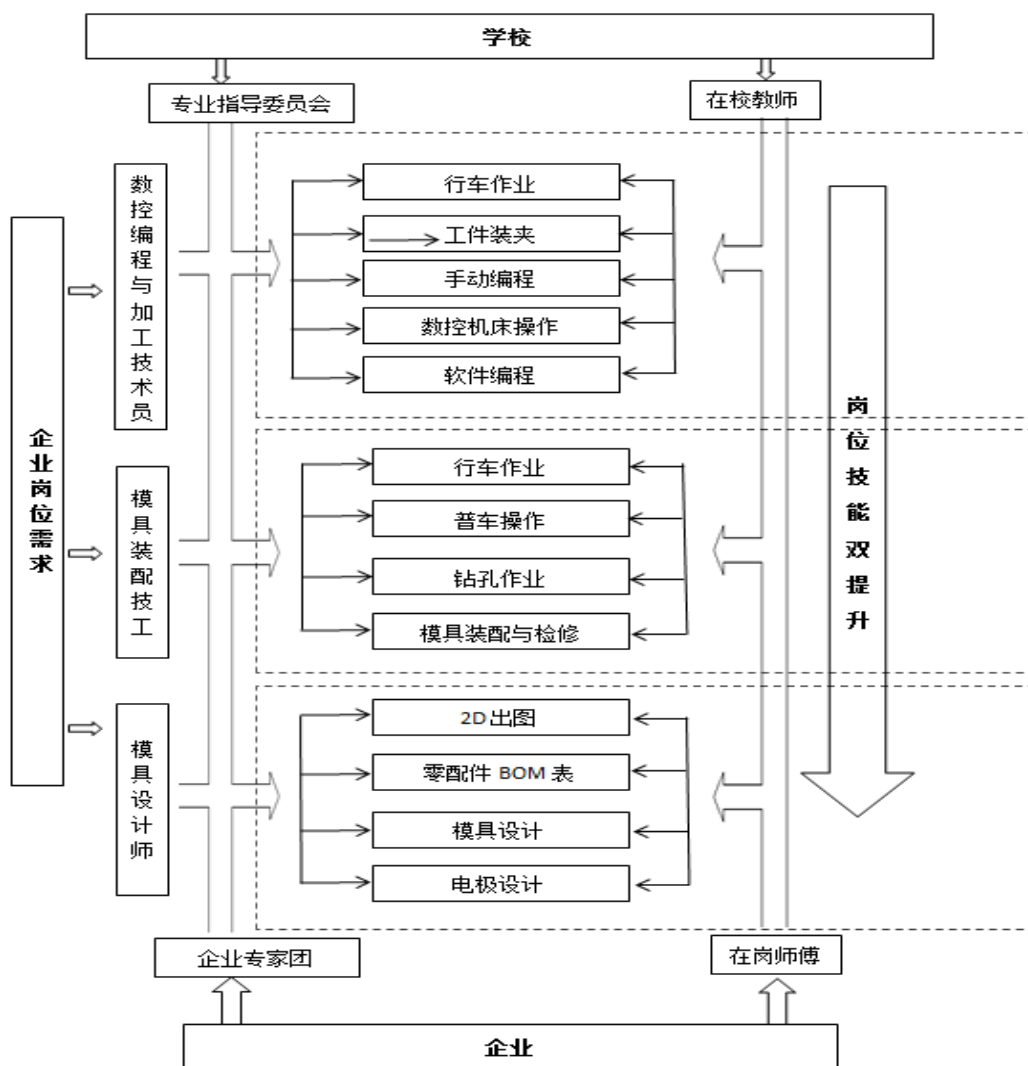 学校
专业指导委员会
在校教师
企业岗位需求
数控编程与加工技术员
行车作业
工件装夹
手动编程
数控机床操作
软件编程
模具装配技工
行车作业
普车操作
钻孔作业
模具装配与检修
模具设计师
2D 出图
零配件 BOM 表
模具设计
电极设计
岗位技能双提升
企业专家团
在岗师傅
企业